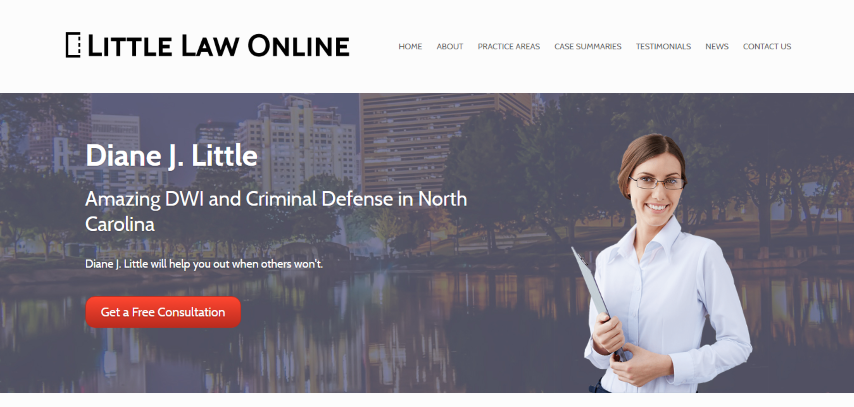 LITTLE LAW ONLINE
HOME ABOUT PRACTICE AREAS CASE SUMMARIES TESTIMONIALS NEWS CONTACT US
Diane J. Little
Amazing DWI and Criminal Defense in North
Carolina
Diane J. Little will help you out when others won't.
Get a Free Consultation